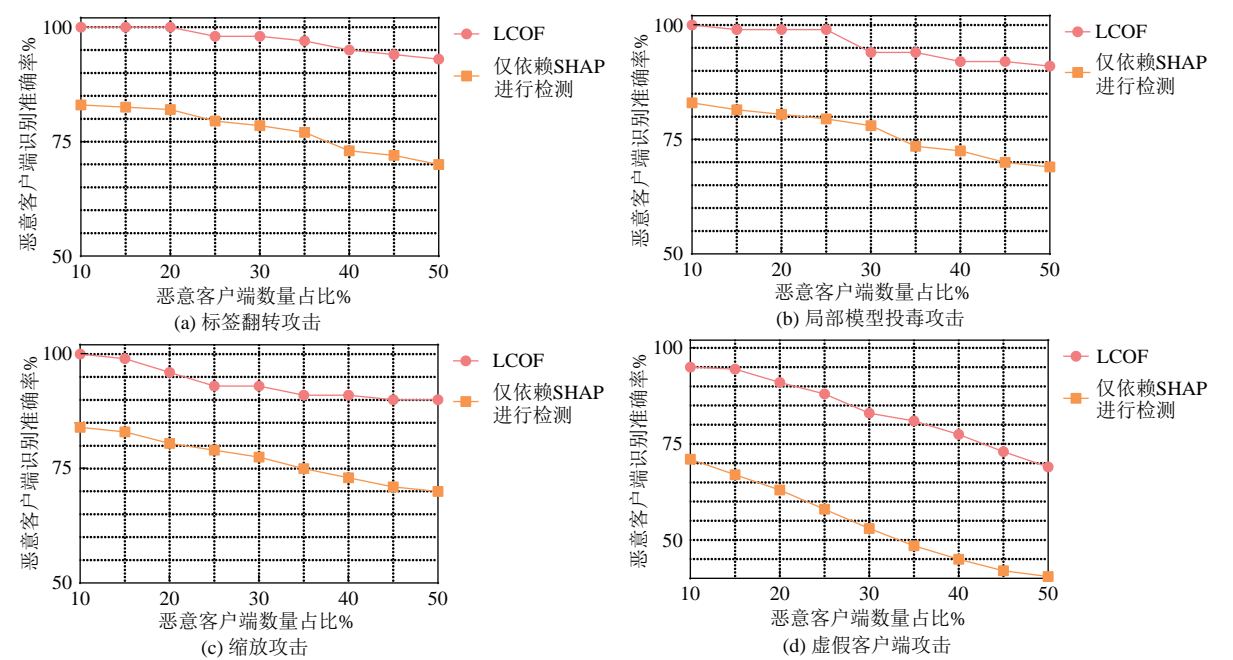 恶意客户端识别准确率%
100
75
50
10
20
30
40
50
恶意客户端数量占比%
LCOF
仅依赖SHAP
进行检测
(a) 标签翻转攻击
恶意客户端识别准确率%
100
75
50
10
20
30
40
50
恶意客户端数量占比%
LCOF
仅依赖SHAP
进行检测
(b) 局部模型投毒攻击
恶意客户端识别准确率%
100
75
50
10
20
30
40
50
恶意客户端数量占比%
LCOF
仅依赖SHAP
进行检测
(c) 缩放攻击
恶意客户端识别准确率%
100
75
50
10
20
30
40
50
恶意客户端数量占比%
LCOF
仅依赖SHAP
进行检测
(d) 虚假客户端攻击